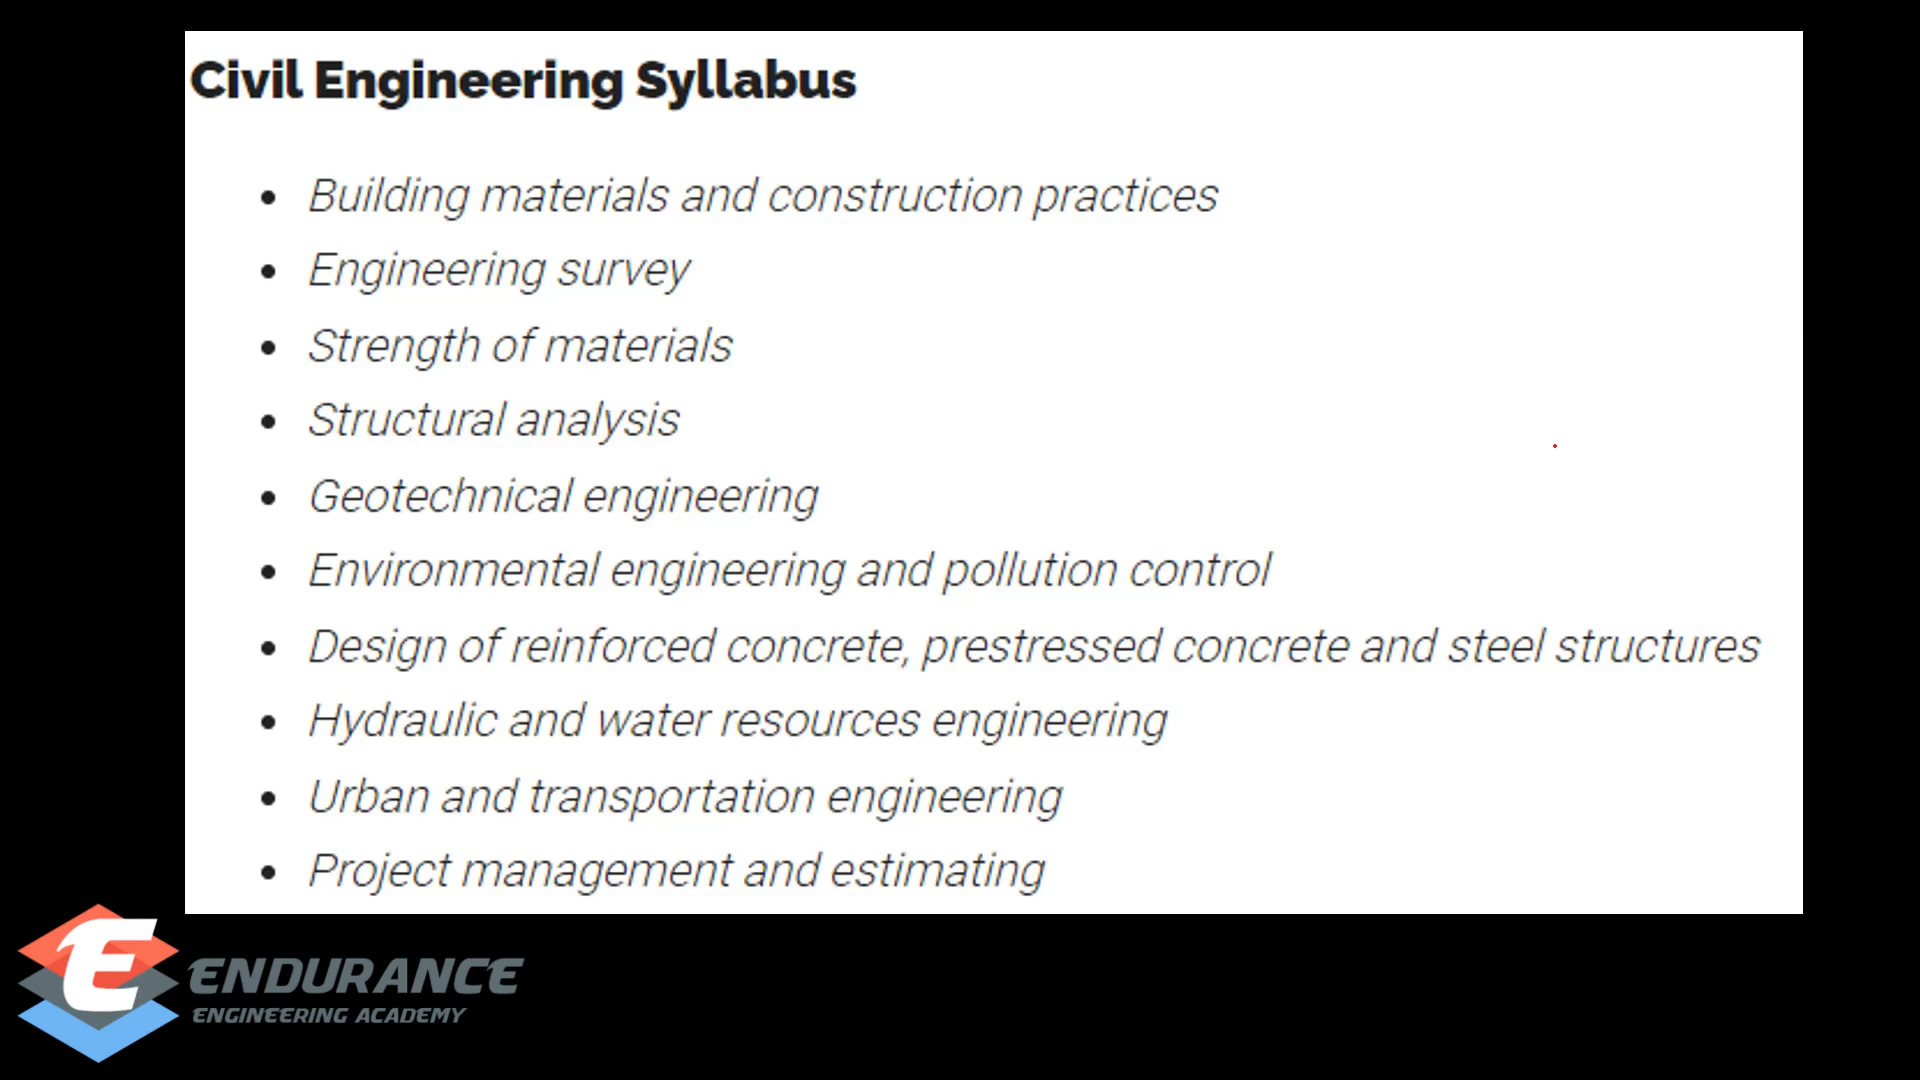 Civil Engineering Syllabus
• Building materials and construction practices
• Engineering survey
• Strength of materials
• Structural analysis
• Geotechnical engineering
• Environmental engineering and pollution control
• Design of reinforced concrete, prestressed concrete and steel structures
• Hydraulic and water resources engineering
• Urban and transportation engineering
• Project management and estimating
E
ENDURANCE
ENGINEERING ACADEMY